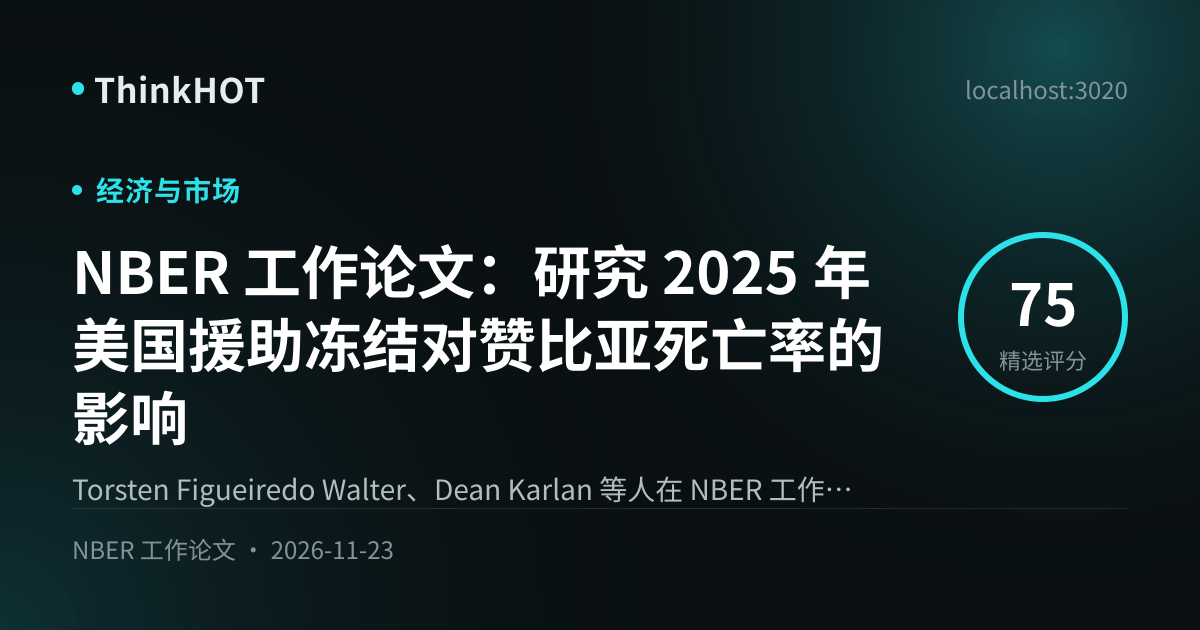 ThinkHOT
localhost:3020
经济与市场
NBER 工作论文：研究 2025 年
美国援助冻结对赞比亚死亡率的
影响
75
精选评分
Torsten Figueiredo Walter、Dean Karlan 等人在 NBER 工作…
NBER 工作论文 · 2026-11-23